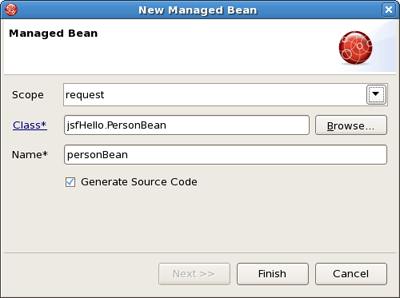 New Managed Bean
Managed Bean
Scope request
Class* jsfHello.PersonBean Browse...
Name* personBean
Generate Source Code
Next >> Finish Cancel